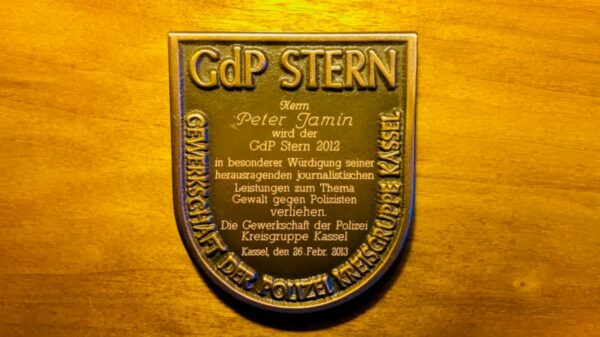 GdP STERN
Herrn
Peter Jamin
wird der
GdP Stern 2012
in besonderer Würdigung seiner
herausragenden journalistischen
Leistungen zum Thema
Gewalt gegen Polizisten
verliehen.
Die Gewerkschaft der Polizei
Kreisgruppe Kassel
Kassel, den 26. Febr. 2013
GEWERKSCHAFT DER POLIZEI KREISGRUPPE KASSEL